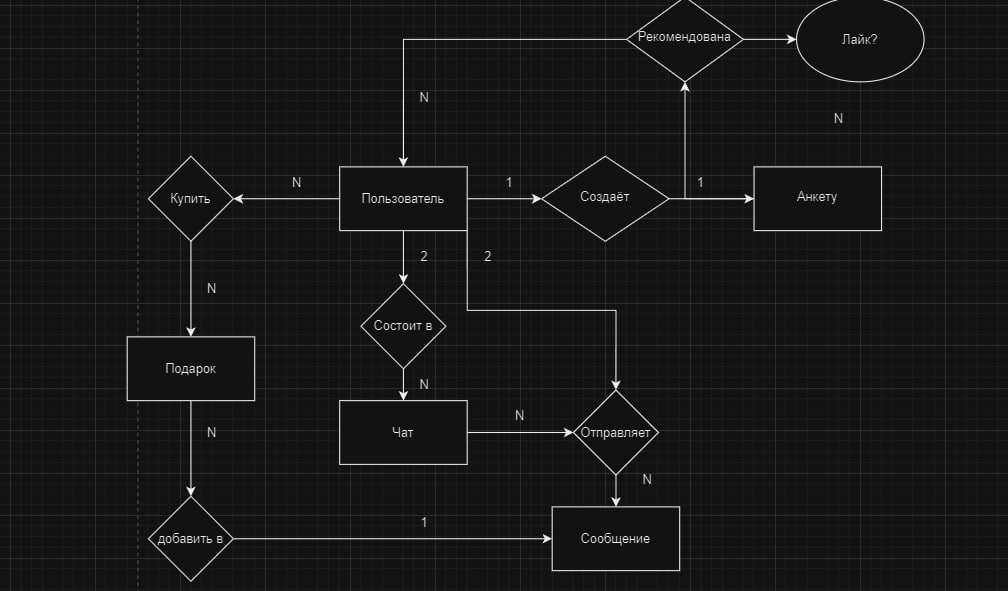 Рекомендована
Лайк?
N
N
Купить
N
Пользователь
1
Создаёт
1
Анкету
2
2
N
Состоит в
Подарок
N
N
Чат
N
Отправляет
N
N
1
добавить в
Сообщение